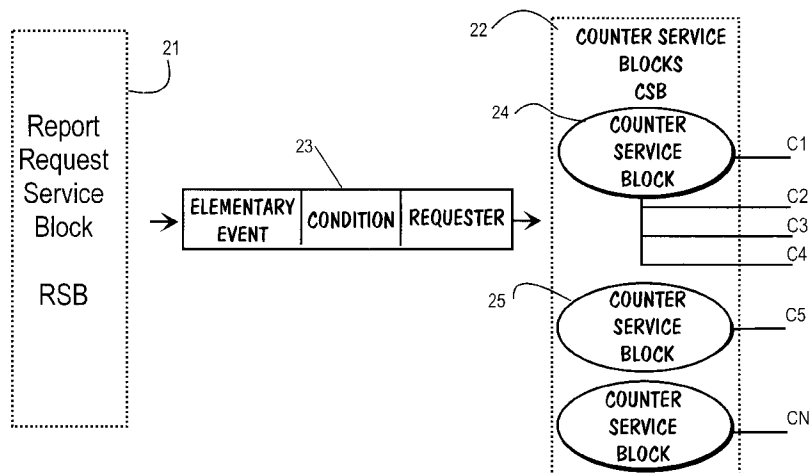 21
Report
Request
Service
Block
RSB
23
ELEMENTARY
EVENT
CONDITION
REQUESTER
22
COUNTER SERVICE
BLOCKS
CSB
24
COUNTER
SERVICE
BLOCK
C1
C2
C3
C4
25
COUNTER
SERVICE
BLOCK
C5
COUNTER
SERVICE
BLOCK
CN